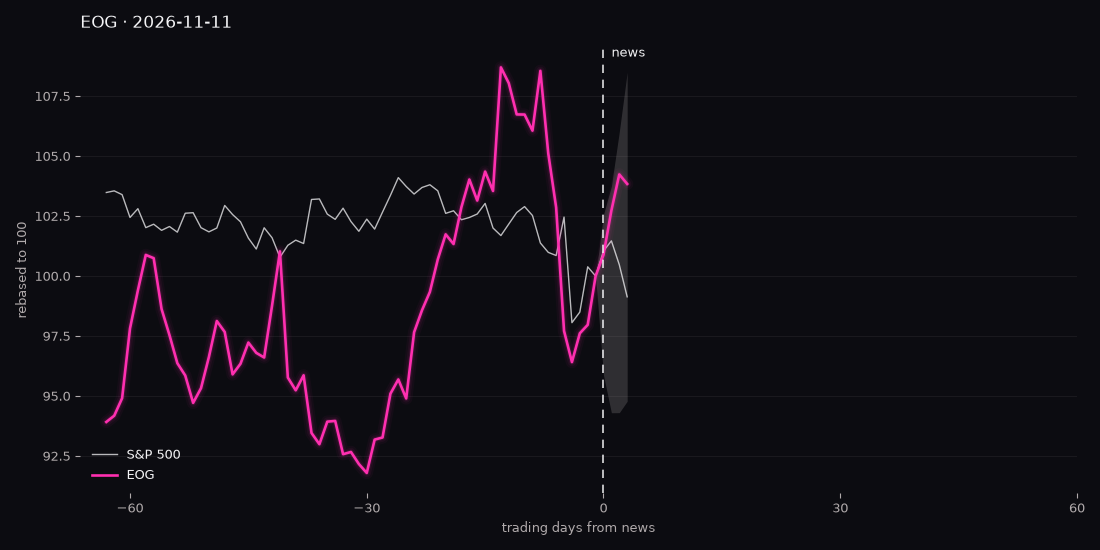 EOG · 2026-11-11
news
107.5
105.0
102.5
100.0
97.5
95.0
92.5
rebased to 100
S&P 500
EOG
−60
−30
0
30
60
trading days from news